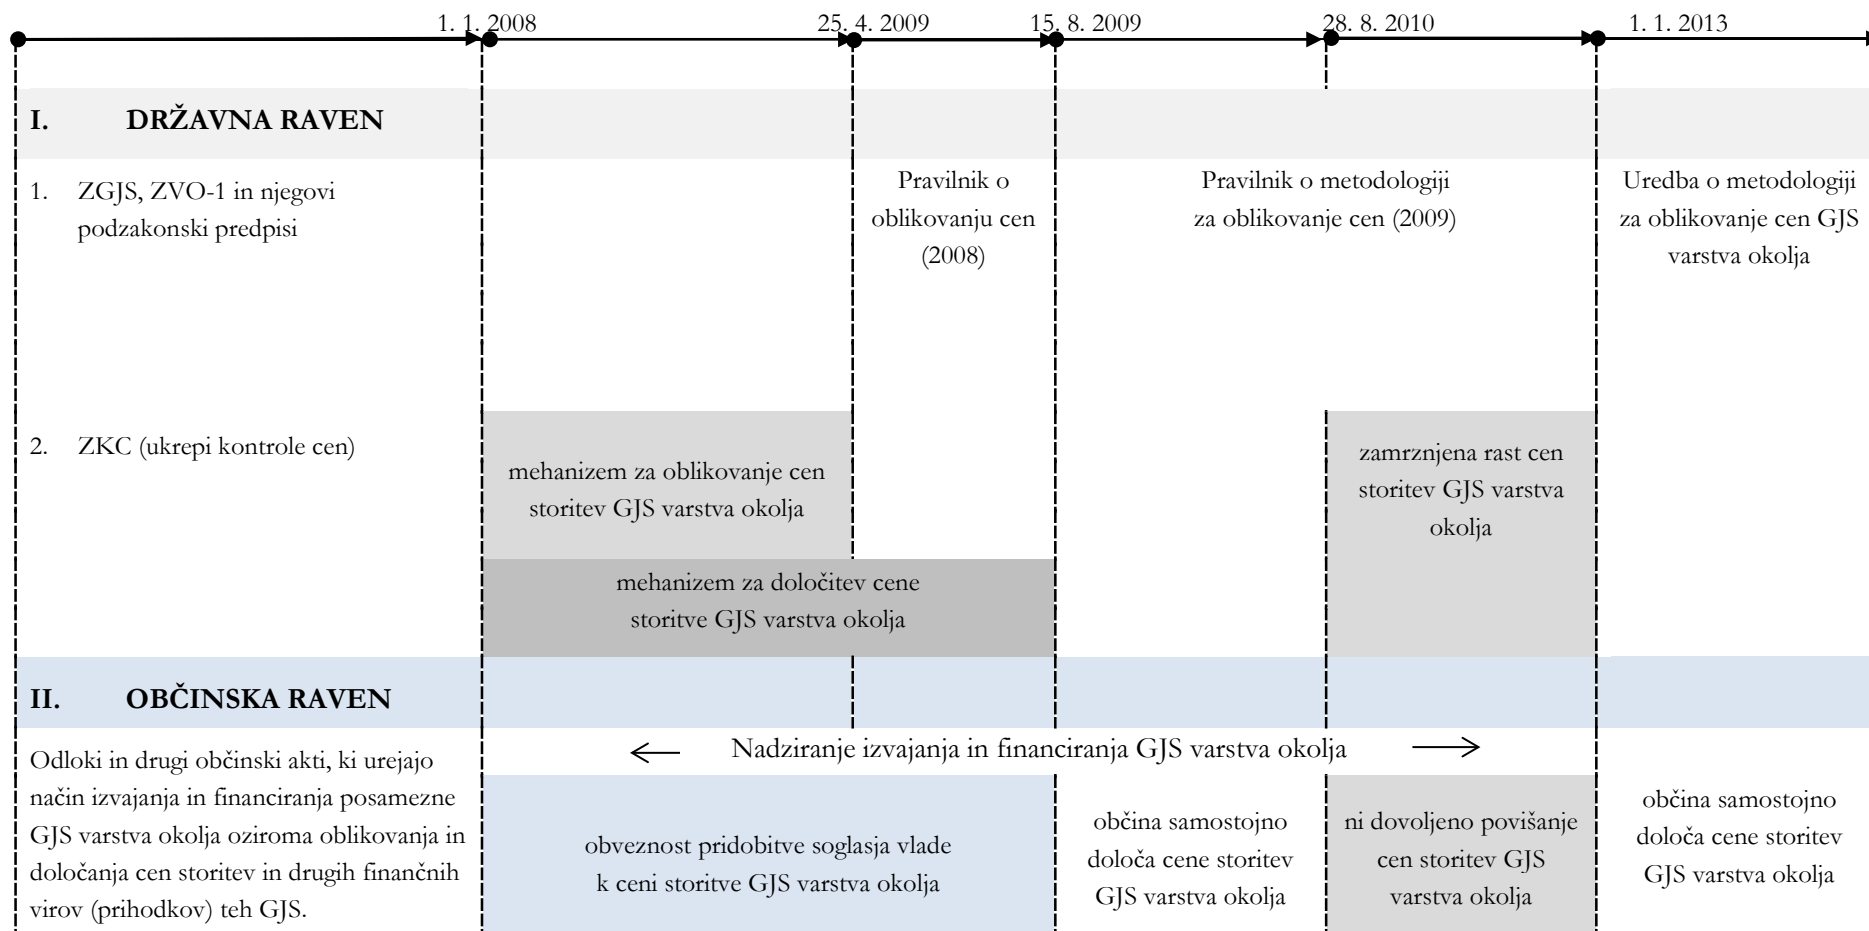 1. 1. 2008
25. 4. 2009
15. 8. 2009
28. 8. 2010
1. 1. 2013
I. DRŽAVNA RAVEN
1. ZGJS, ZVO-1 in njegovi
podzakonski predpisi
Pravilnik o
oblikovanju cen
(2008)
Pravilnik o metodologiji
za oblikovanje cen (2009)
Uredba o metodologiji
za oblikovanje cen GJS
varstva okolja
2. ZKC (ukrepi kontrole cen)
mehanizem za oblikovanje cen
storitev GJS varstva okolja
zamrznjena rast cen
storitev GJS varstva
okolja
mehanizem za določitev cene
storitve GJS varstva okolja
II. OBČINSKA RAVEN
Odloki in drugi občinski akti, ki urejajo
način izvajanja in financiranja posamezne
GJS varstva okolja oziroma oblikovanja in
določanja cen storitev in drugih finančnih
virov (prihodkov) teh GJS.
Nadziranje izvajanja in financiranja GJS varstva okolja
obveznost pridobitve soglasja vlade
k ceni storitve GJS varstva okolja
občina samostojno
določa cene storitev
GJS varstva okolja
ni dovoljeno povišanje
cen storitev GJS
varstva okolja
občina samostojno
določa cene storitev
GJS varstva okolja